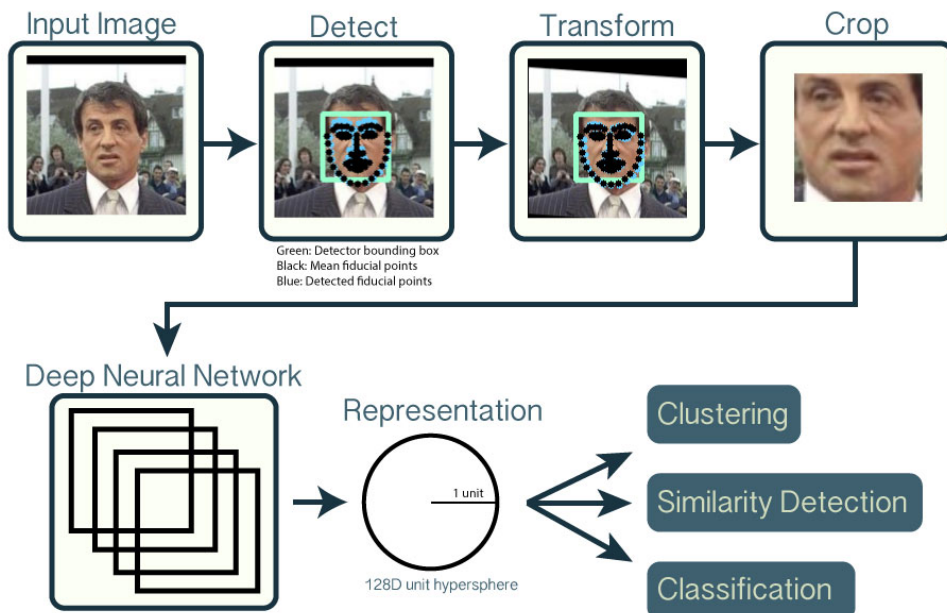 Input Image
Detect
Transform
Crop
Green: Detector bounding box
Black: Mean fiducial points
Blue: Detected fiducial points
Deep Neural Network
Representation
1 unit
128D unit hypersphere
Clustering
Similarity Detection
Classification